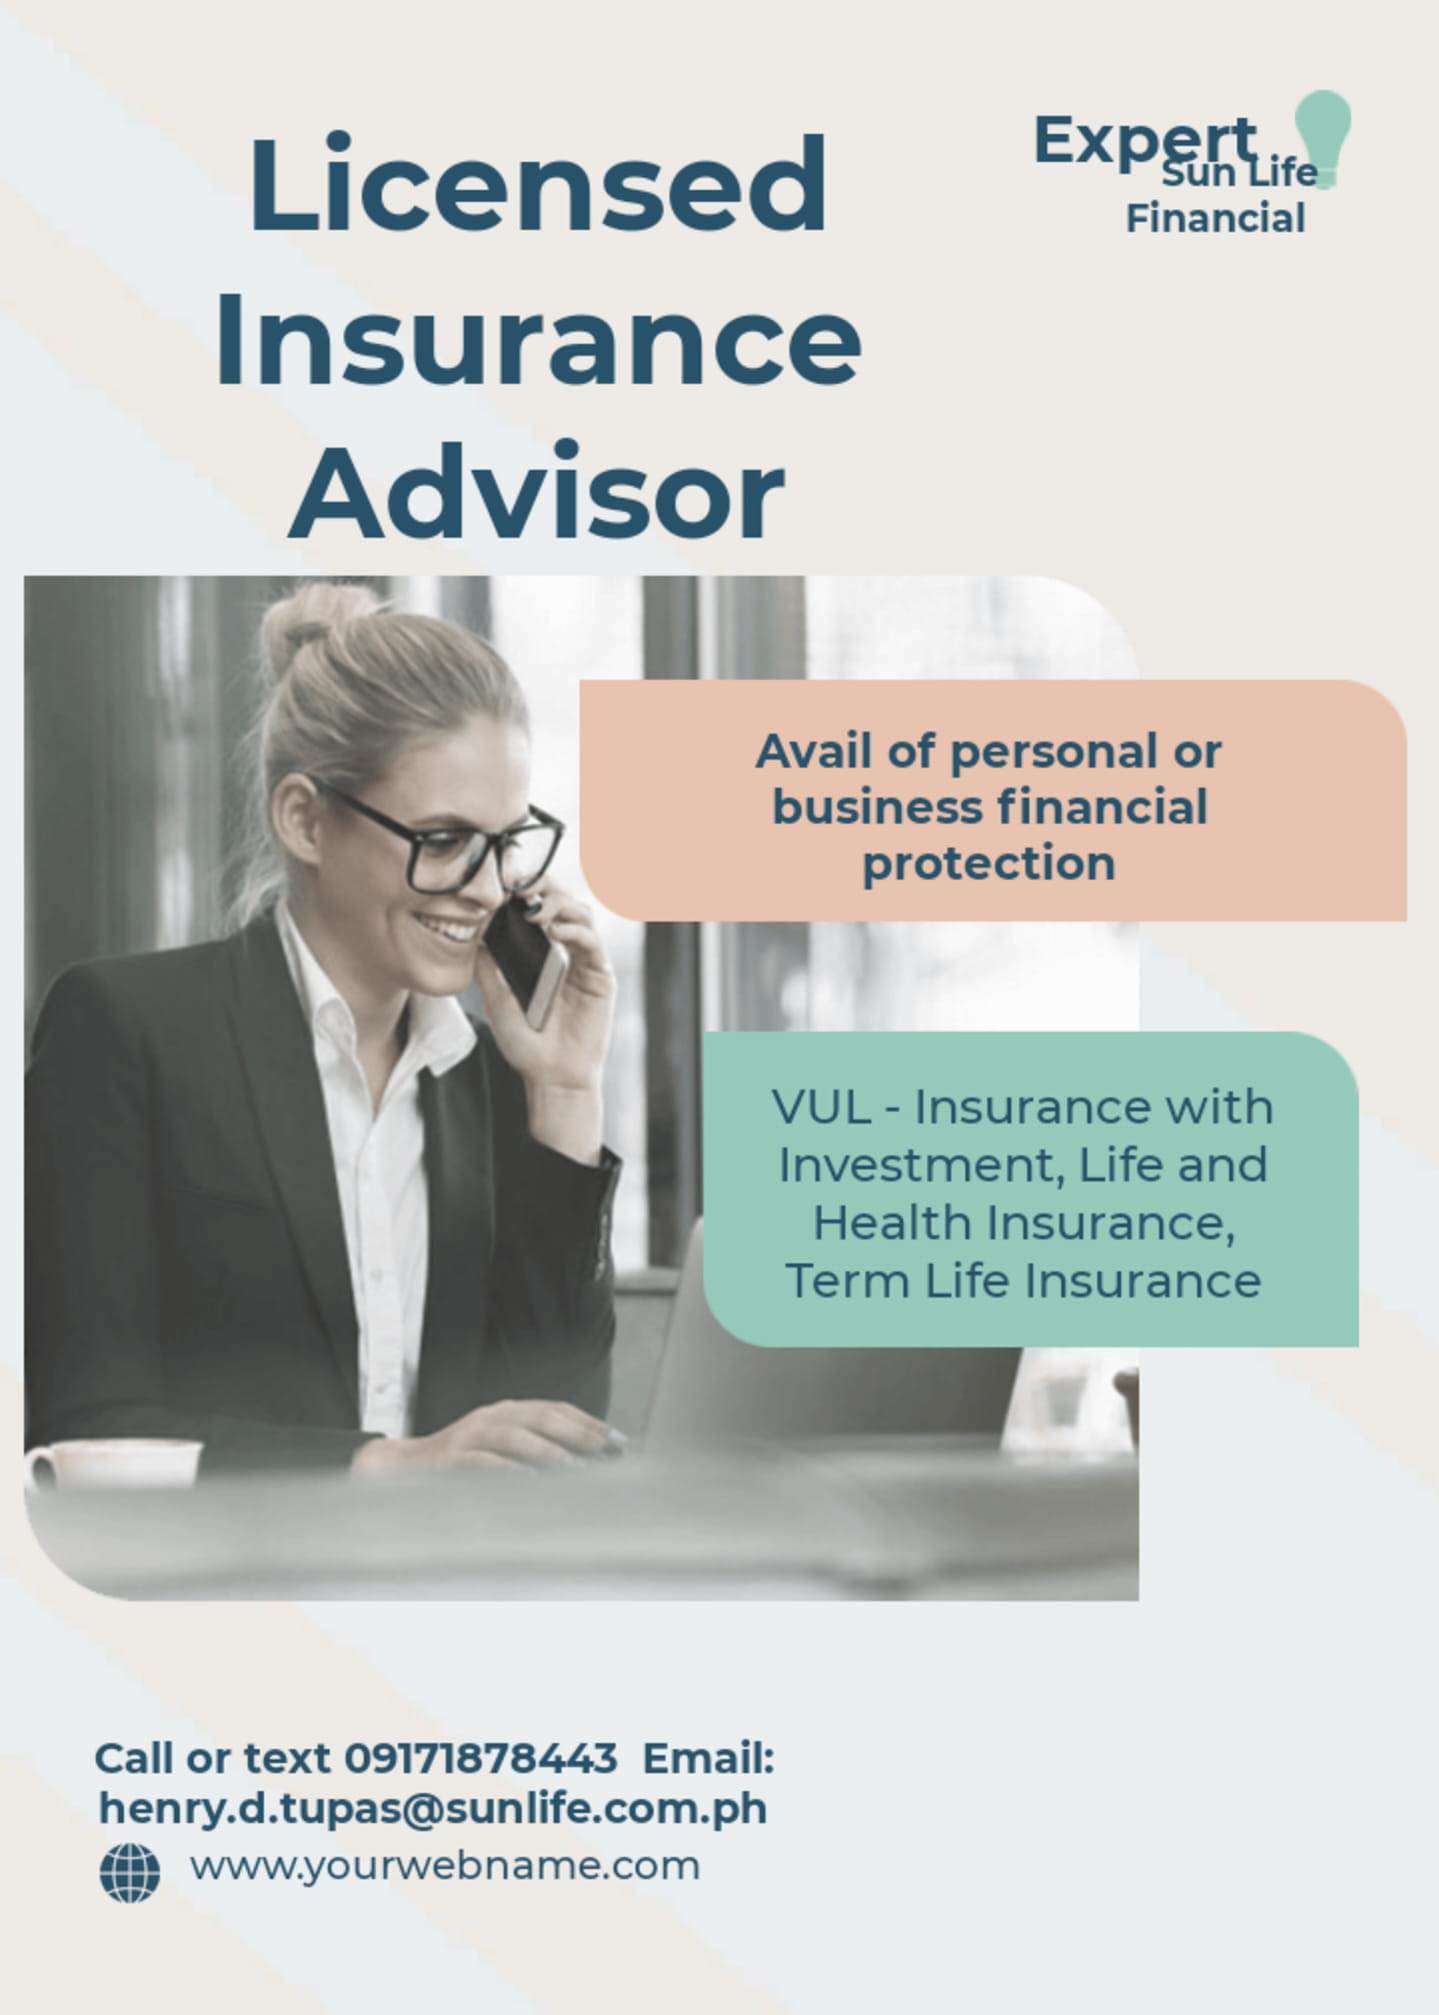 Licensed
Insurance
Advisor
Expert
Sun Life
Financial
Avail of personal or
business financial
protection
VUL - Insurance with
Investment, Life and
Health Insurance,
Term Life Insurance
Call or text 09171878443 Email:
henry.d.tupas@sunlife.com.ph
www.yourwebname.com